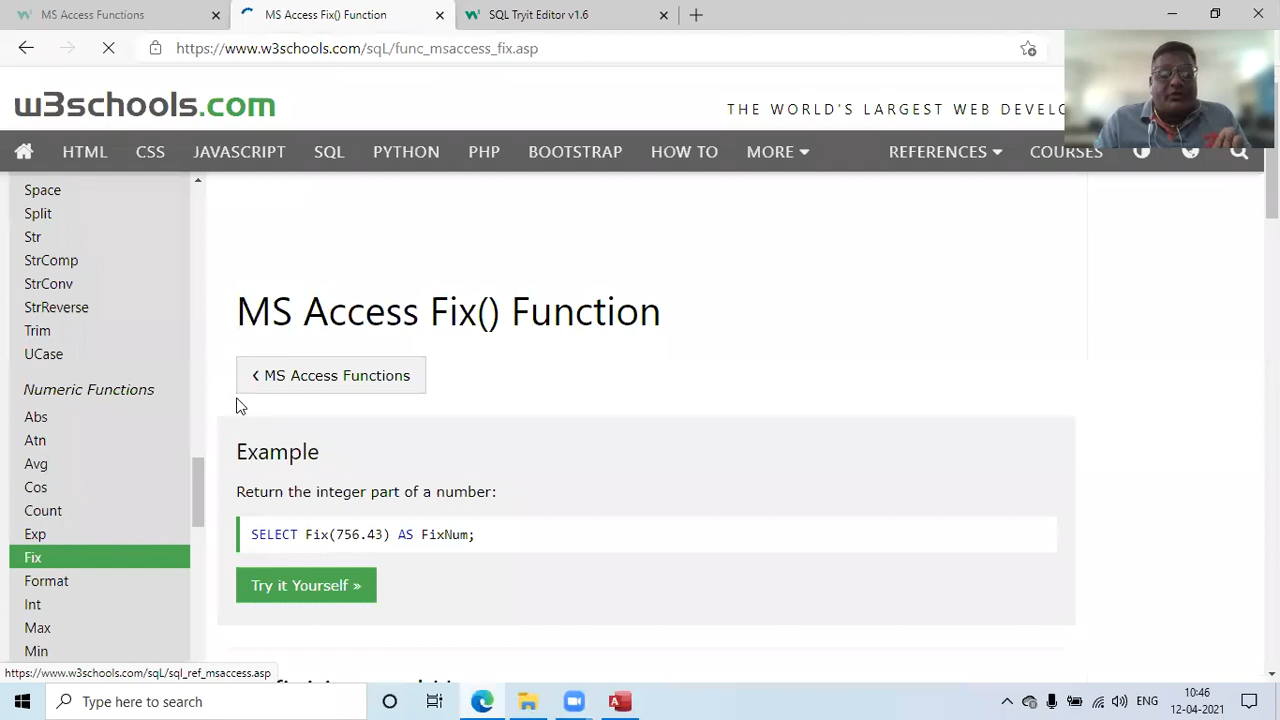 MS Access Functions
MS Access Fix() Function
SQL Tryit Editor v1.6
https://www.w3schools.com/sqL/func_msaccess_fix.asp
w3schools.com
THE WORLD'S LARGEST WEB DEVELO
HTML CSS JAVASCRIPT SQL PYTHON PHP BOOTSTRAP HOW TO MORE REFERENCES COURSES
Space
Split
Str
StrComp
StrConv
StrReverse
Trim
UCase
Numeric Functions
Abs
Atn
Avg
Cos
Count
Exp
Fix
Format
Int
Max
Min
MS Access Fix() Function
❮ MS Access Functions
Example
Return the integer part of a number:
SELECT Fix(756.43) AS FixNum;
Try it Yourself »
https://www.w3schools.com/sqL/sql_ref_msaccess.asp
Type here to search
ENG
10:46
12-04-2021